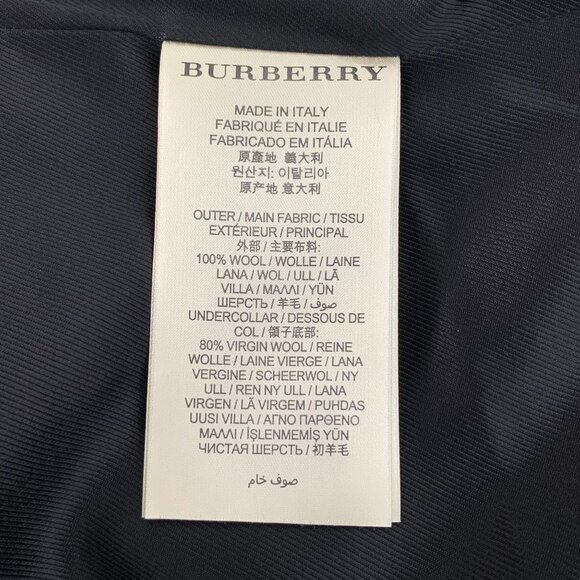 BURBERRY
MADE IN ITALY
FABRIQUÉ EN ITALIE
FABRICADO EM ITÁLIA
原產地 義大利
원산지: 이탈리아
原产地 意大利
OUTER / MAIN FABRIC / TISSU
EXTÉRIEUR / PRINCIPAL
外部 / 主要布料:
100% WOOL / WOLLE / LAINE
LANA / WOL / ULL / LÃ
VILLA / ΜΑΛΛΙ / YÜN
ШЕРСТЬ / 羊毛 / صوف
UNDERCOLLAR / DESSOUS DE
COL / 領子底部:
80% VIRGIN WOOL / REINE
WOLLE / LAINE VIERGE / LANA
VERGINE / SCHEERWOL / NY
ULL / REN NY ULL / LANA
VIRGEN / LÃ VIRGEM / PUHDAS
UUSI VILLA / ΑΓΝΟ ΠΑΡΘΕΝΟ
ΜΑΛΛΙ / İŞLENMEMİŞ YÜN /
ЧИСТАЯ ШЕРСТЬ / 初羊毛
صوف خام